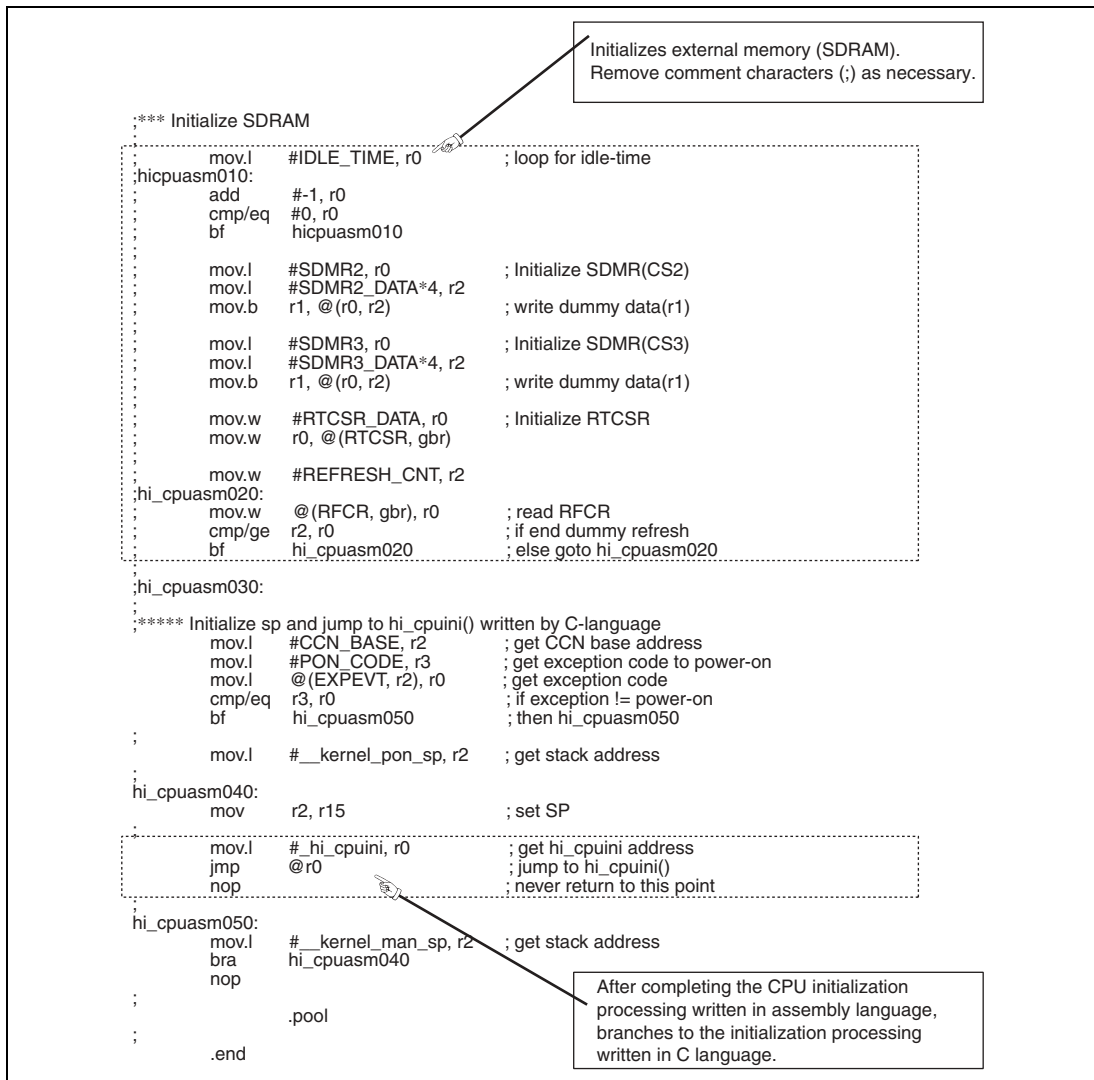 Initializes external memory (SDRAM).
Remove comment characters (;) as necessary.
;*** Initialize SDRAM
;
; mov.l #IDLE_TIME, r0 ; loop for idle-time
;hicpuasm010:
; add #-1, r0
; cmp/eq #0, r0
; bf hicpuasm010
;
; mov.l #SDMR2, r0 ; Initialize SDMR(CS2)
; mov.l #SDMR2_DATA*4, r2
; mov.b r1, @(r0, r2) ; write dummy data(r1)
;
; mov.l #SDMR3, r0 ; Initialize SDMR(CS3)
; mov.l #SDMR3_DATA*4, r2
; mov.b r1, @(r0, r2) ; write dummy data(r1)
;
; mov.w #RTCSR_DATA, r0 ; Initialize RTCSR
; mov.w r0, @(RTCSR, gbr)
;
; mov.w #REFRESH_CNT, r2
;hi_cpuasm020:
; mov.w @(RFCR, gbr), r0 ; read RFCR
; cmp/ge r2, r0 ; if end dummy refresh
; bf hi_cpuasm020 ; else goto hi_cpuasm020
;
;hi_cpuasm030:
;
;***** Initialize sp and jump to hi_cpuini() written by C-language
mov.l #CCN_BASE, r2 ; get CCN base address
mov.l #PON_CODE, r3 ; get exception code to power-on
mov.l @(EXPEVT, r2), r0 ; get exception code
cmp/eq r3, r0 ; if exception != power-on
bf hi_cpuasm050 ; then hi_cpuasm050
;
mov.l #__kernel_pon_sp, r2 ; get stack address
;
hi_cpuasm040:
mov r2, r15 ; set SP
;
mov.l #_hi_cpuini, r0 ; get hi_cpuini address
jmp @r0 ; jump to hi_cpuini()
nop ; never return to this point
;
hi_cpuasm050:
mov.l #__kernel_man_sp, r2 ; get stack address
bra hi_cpuasm040
nop
;
.pool
;
.end
After completing the CPU initialization
processing written in assembly language,
branches to the initialization processing
written in C language.